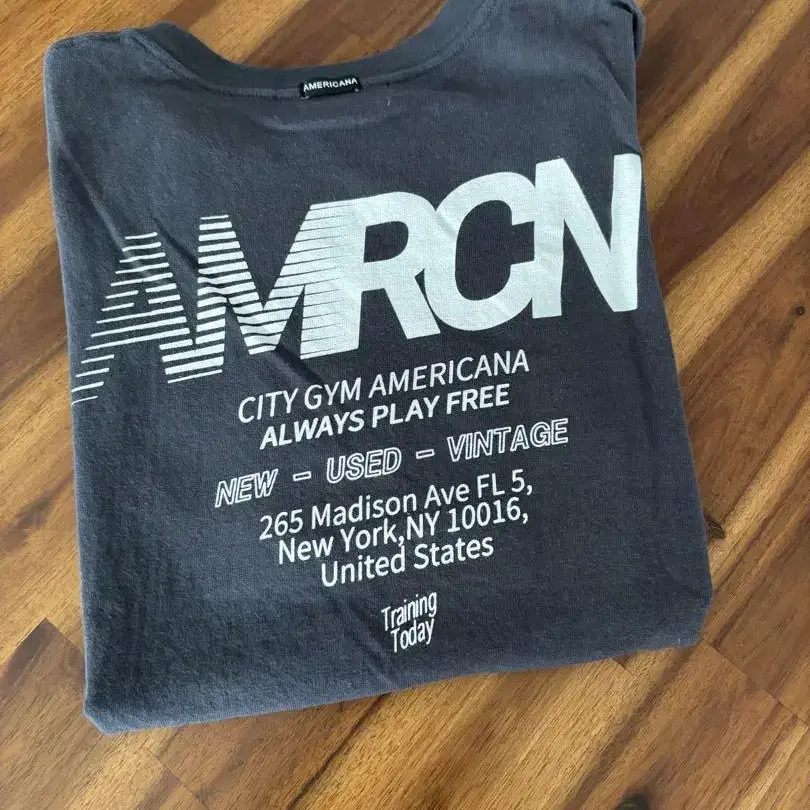 AMERICANA
AMRCN
CITY GYM AMERICANA
ALWAYS PLAY FREE
NEW - USED - VINTAGE
265 Madison Ave FL 5,
New York,NY 10016,
United States
Training
Today